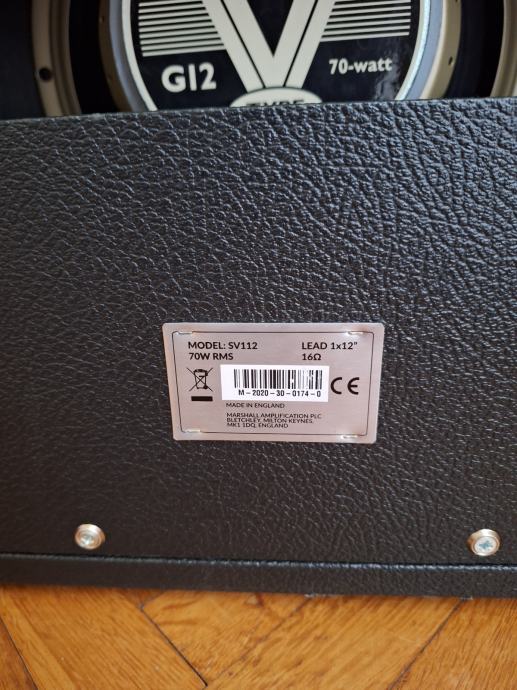 V
G12
70-watt
MODEL: SV112
LEAD 1x12"
70W RMS
16Ω
M-2020-30-0174-0
CE
MADE IN ENGLAND
MARSHALL AMPLIFICATION PLC
BLETCHLEY, MILTON KEYNES,
MK1 1DQ, ENGLAND